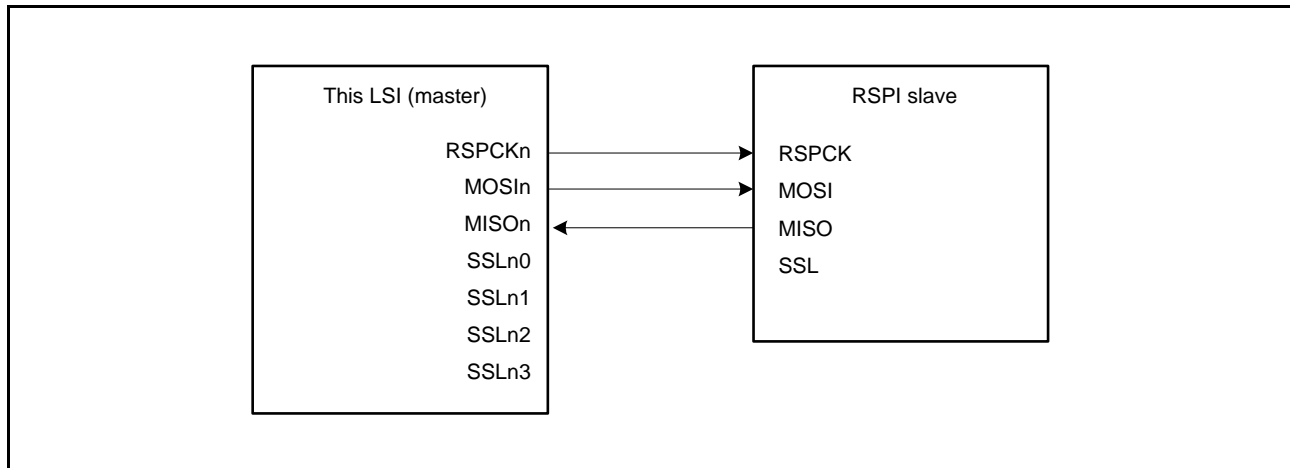 This LSI (master)
RSPCKn
MOSIn
MISOn
SSLn0
SSLn1
SSLn2
SSLn3
RSPI slave
RSPCK
MOSI
MISO
SSL